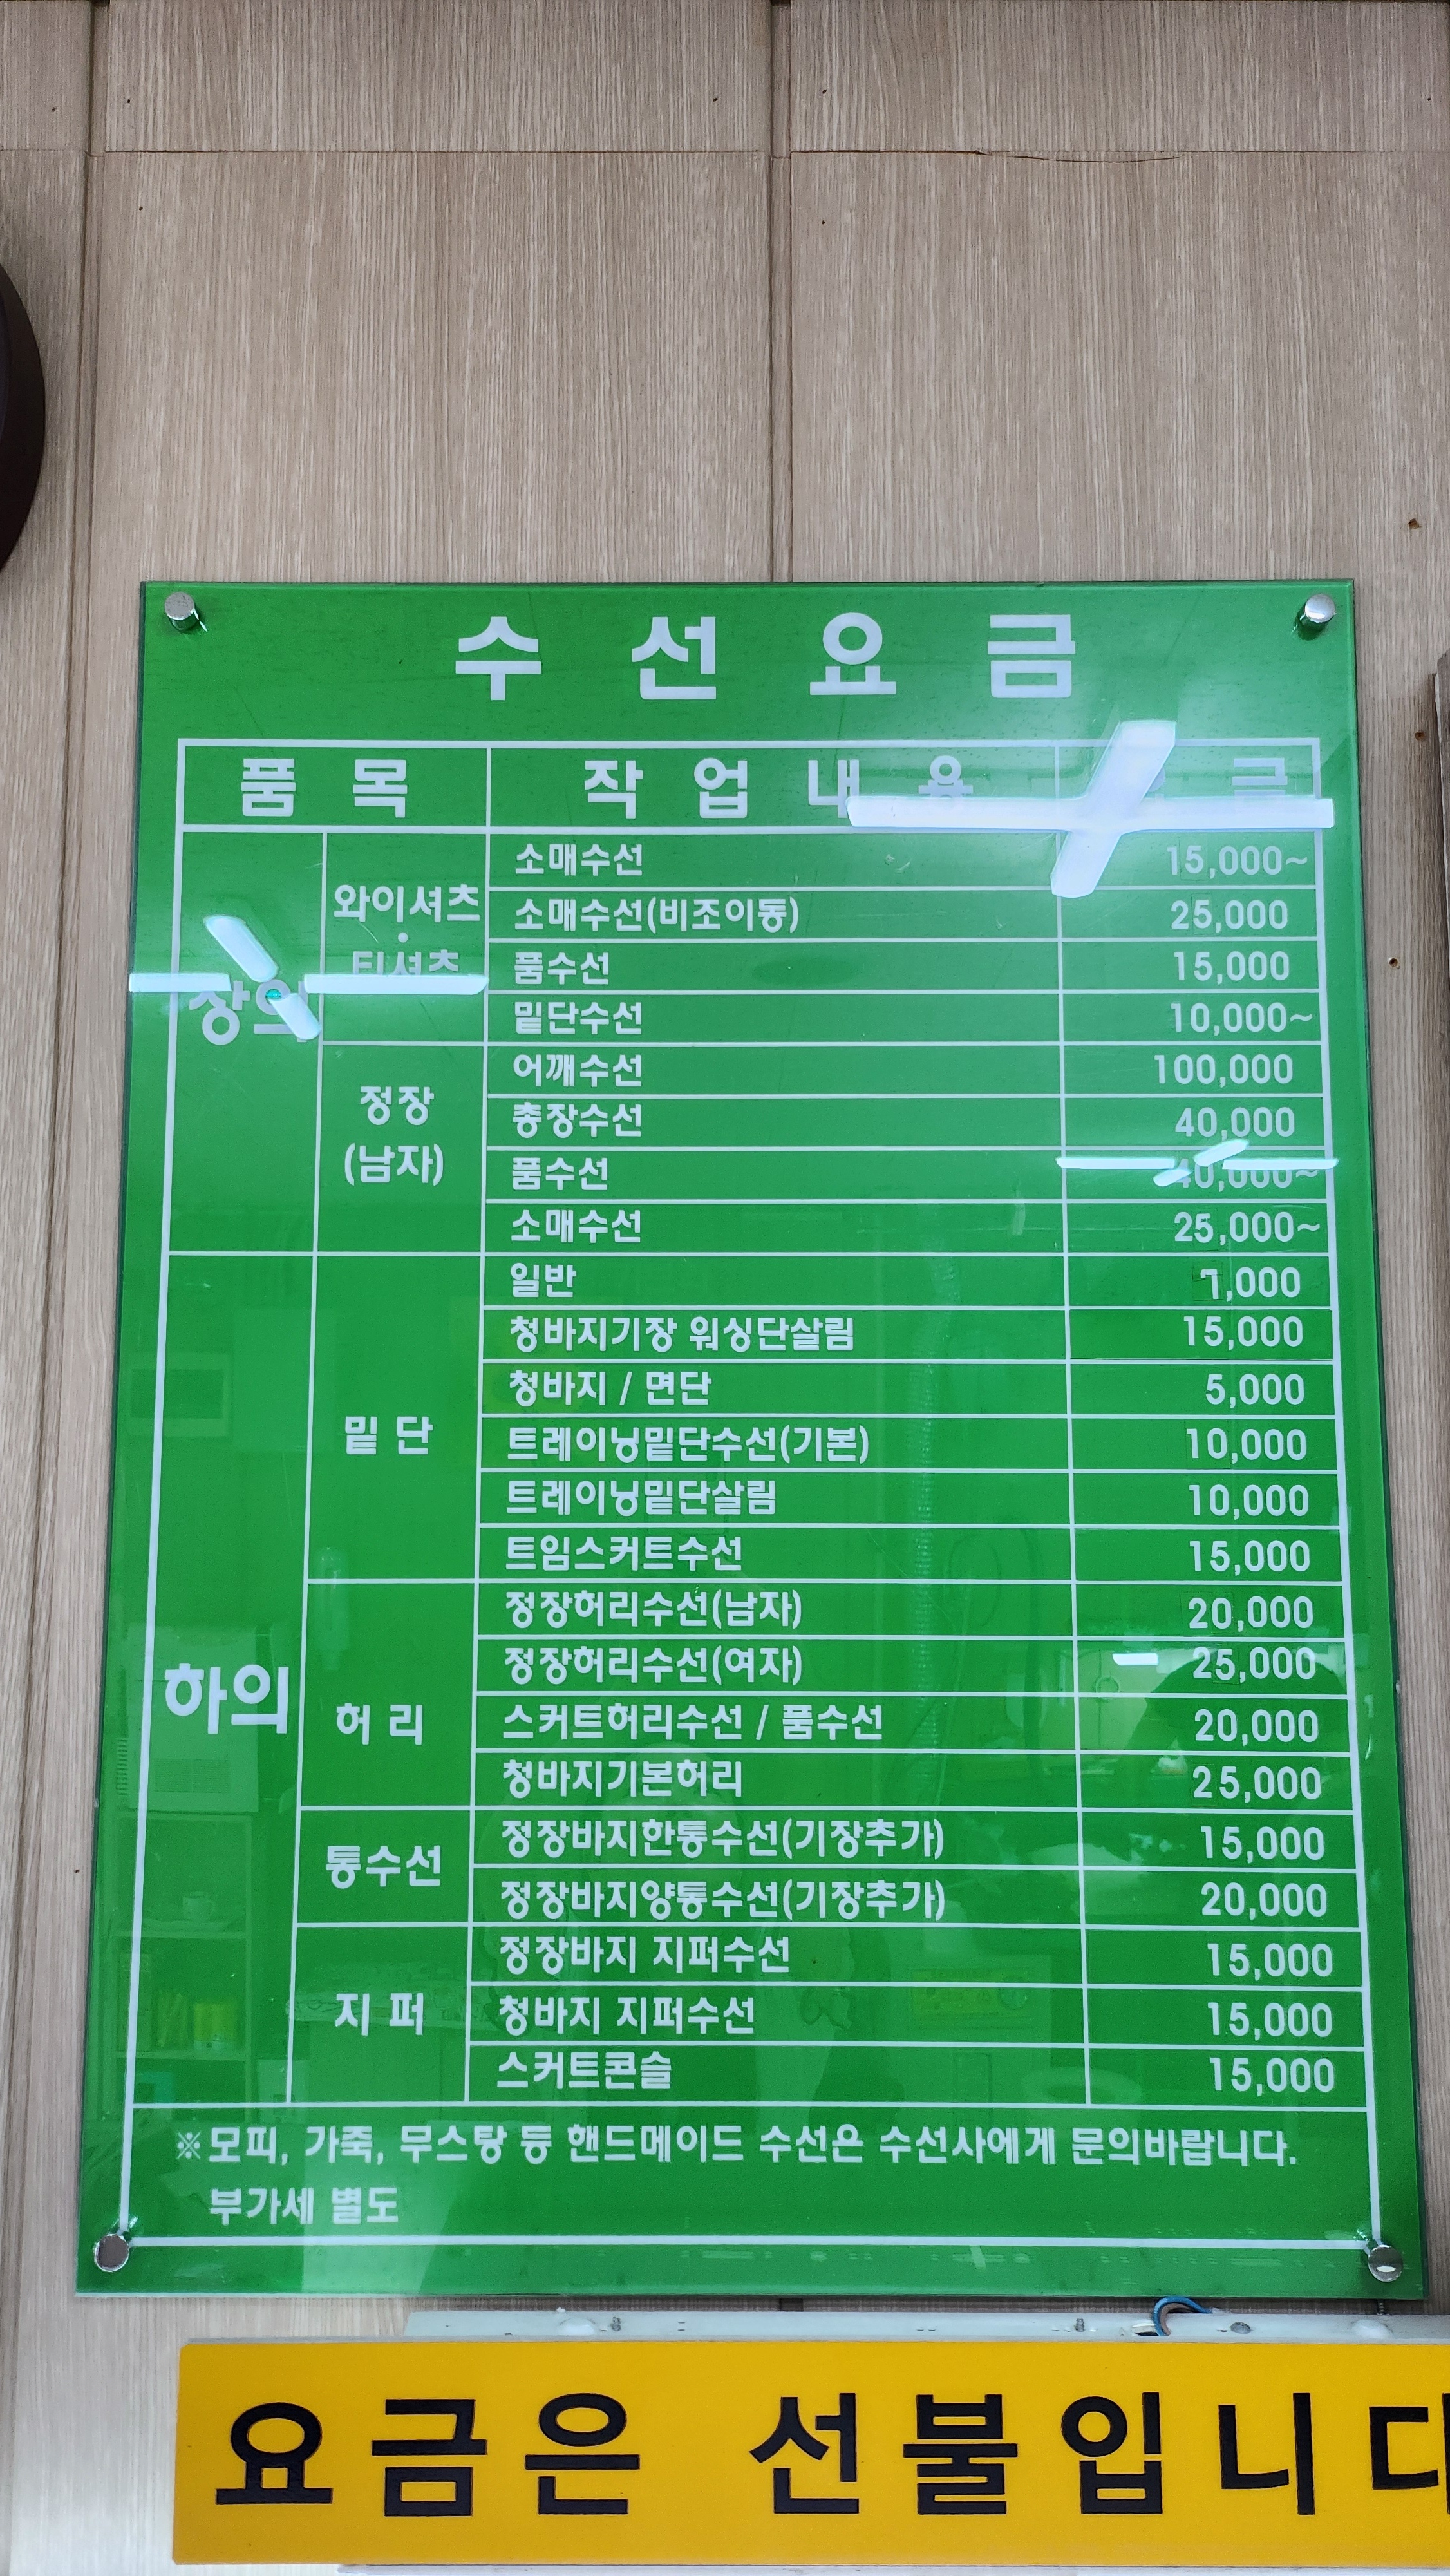 수선요금
품목 작업내용 요금
상의
와이셔츠 · 티셔츠
소매수선 15,000~
소매수선(비조이동) 25,000
품수선 15,000
밑단수선 10,000~
정장 (남자)
어깨수선 100,000
총장수선 40,000
품수선 40,000~
소매수선 25,000~
하의
밑단
일반 ,000
청바지기장 워싱단살림 15,000
청바지 / 면단 5,000
트레이닝밑단수선(기본) 10,000
트레이닝밑단살림 10,000
트임스커트수선 15,000
허리
정장허리수선(남자) 20,000
정장허리수선(여자) 25,000
스커트허리수선 / 품수선 20,000
청바지기본허리 25,000
통수선
정장바지한통수선(기장추가) 15,000
정장바지양통수선(기장추가) 20,000
지퍼
정장바지 지퍼수선 15,000
청바지 지퍼수선 15,000
스커트콘슬 15,000
※모피, 가죽, 무스탕 등 핸드메이드 수선은 수선사에게 문의바랍니다.
부가세 별도
요금은 선불입니다